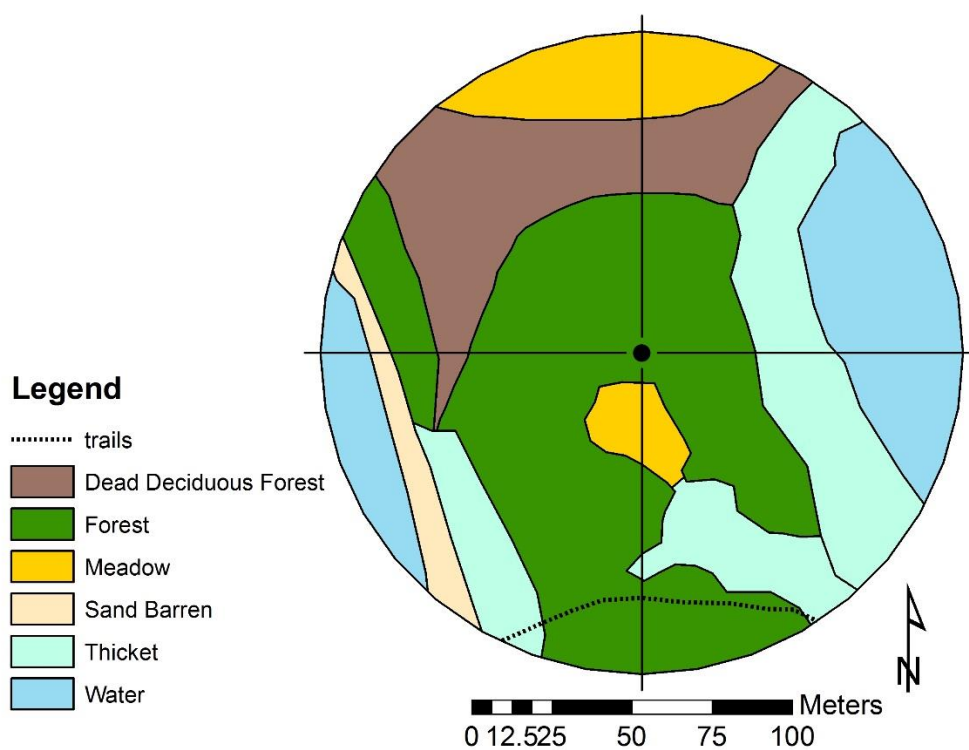 Legend
trails
Dead Deciduous Forest
Forest
Meadow
Sand Barren
Thicket
Water
N
Meters
0 12.525 50 75 100